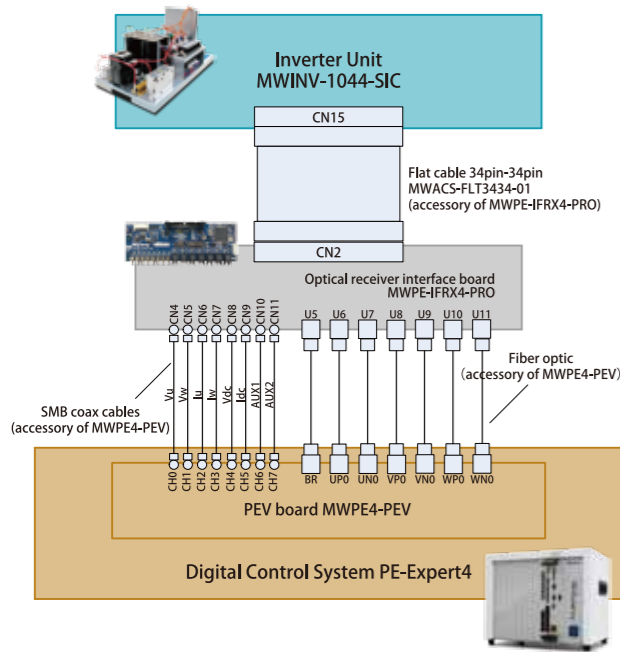 Inverter Unit
MWINV-1044-SIC
CN15
Flat cable 34pin-34pin
MWACS-FLT3434-01
(accessory of MWPE-IFRX4-PRO)
CN2
Optical receiver interface board
MWPE-IFRX4-PRO
CN4
CN5
CN6
CN7
CN8
CN9
CN10
CN11
U5
U6
U7
U8
U9
U10
U11
Vu
Vw
Iu
Iw
Vdc
Idc
AUX1
AUX2
Fiber optic
(accessory of MWPE4-PEV)
SMB coax cables
(accessory of MWPE4-PEV)
CH0
CH1
CH2
CH3
CH4
CH5
CH6
CH7
BR
UP0
UN0
VP0
VN0
WP0
WN0
PEV board MWPE4-PEV
Digital Control System PE-Expert4